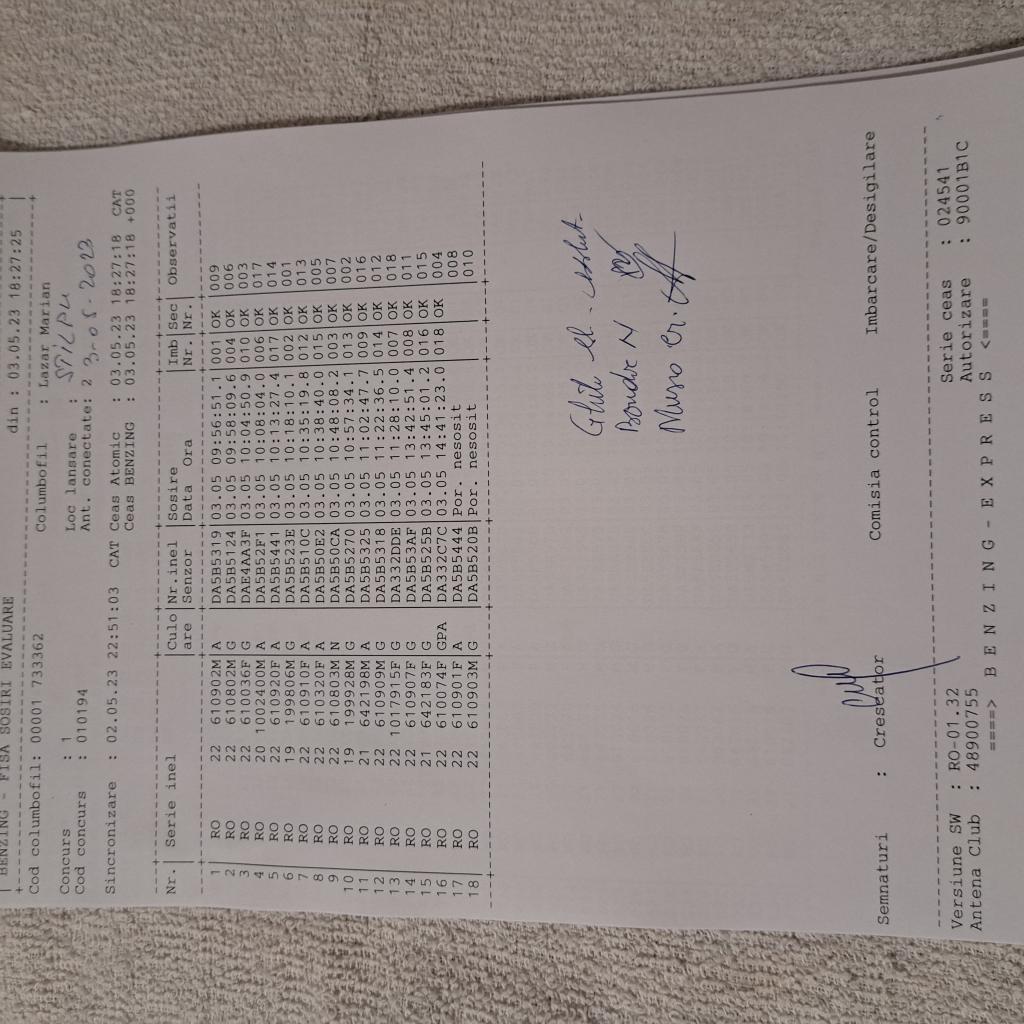 BENZING - FISA SOSIRI EVALUARE din : 03.05.23 18:27:25
Cod columbofil: 00001 733362 Columbofil : Lazar Marian
Concurs : 1 Loc lansare : STÎLPU
Cod concurs : 010194 Ant. conectate: 2 3-05-2023
Sincronizare : 02.05.23 22:51:03 CAT Ceas Atomic : 03.05.23 18:27:18 CAT
Ceas BENZING : 03.05.23 18:27:18 +000
Nr. Serie inel Culo Nr.inel Sosire Imb Sec Observatii
are Senzor Data Ora Nr. Nr.
1 RO 22 610902M A DA5B5319 03.05 09:56:51.1 001 OK 009
2 RO 22 610802M G DA5B5124 03.05 09:58:09.6 004 OK 006
3 RO 22 610036F G DAE4AA3F 03.05 10:04:50.9 010 OK 003
4 RO 20 1002400M A DA5B52F1 03.05 10:08:04.0 006 OK 017
5 RO 22 610920F A DA5B5441 03.05 10:13:27.4 017 OK 014
6 RO 19 199806M G DA5B523E 03.05 10:18:10.1 002 OK 001
7 RO 22 610910F A DA5B510C 03.05 10:35:19.8 012 OK 013
8 RO 22 611320F A DA5B50E2 03.05 10:38:40.0 015 OK 005
9 RO 22 610803M N DA5B50CA 03.05 10:48:08.2 003 OK 007
10 RO 19 199928M G DA5B5270 03.05 10:57:34.1 013 OK 002
11 RO 21 642198M A DA5B5325 03.05 11:02:47.7 009 OK 016
12 RO 22 610909M G DA5B5318 03.05 11:22:36.5 014 OK 012
13 RO 22 1017915F G DA332DDE 03.05 11:28:10.0 007 OK 018
14 RO 22 610907F G DA5B53AF 03.05 13:42:51.4 008 OK 011
15 RO 21 642183F G DA5B525B 03.05 13:45:01.2 016 OK 015
16 RO 22 610074F GPA DA332C7C 03.05 14:41:23.0 018 OK 004
17 RO 22 610901F A DA5B5444 Por. nesosit 008
18 RO 22 610903M G DA5B520B Por. nesosit 010
Semnaturi : Crescator Comisia control Imbarcare/Desigilare
Versiune SW : RO-01.32 Serie ceas : 024541
Antena Club : 48900755 Autorizare : 90001B1C
====> B E N Z I N G - E X P R E S S <====